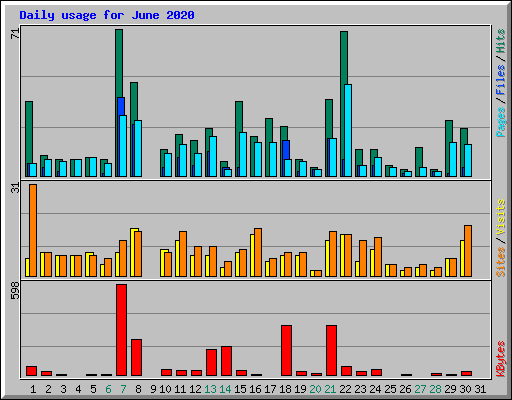 Daily usage for June 2020
71
Pages / Files / Hits
31
Sites / Visits
598
KBytes
1 2 3 4 5 6 7 8 9 10 11 12 13 14 15 16 17 18 19 20 21 22 23 24 25 26 27 28 29 30 31